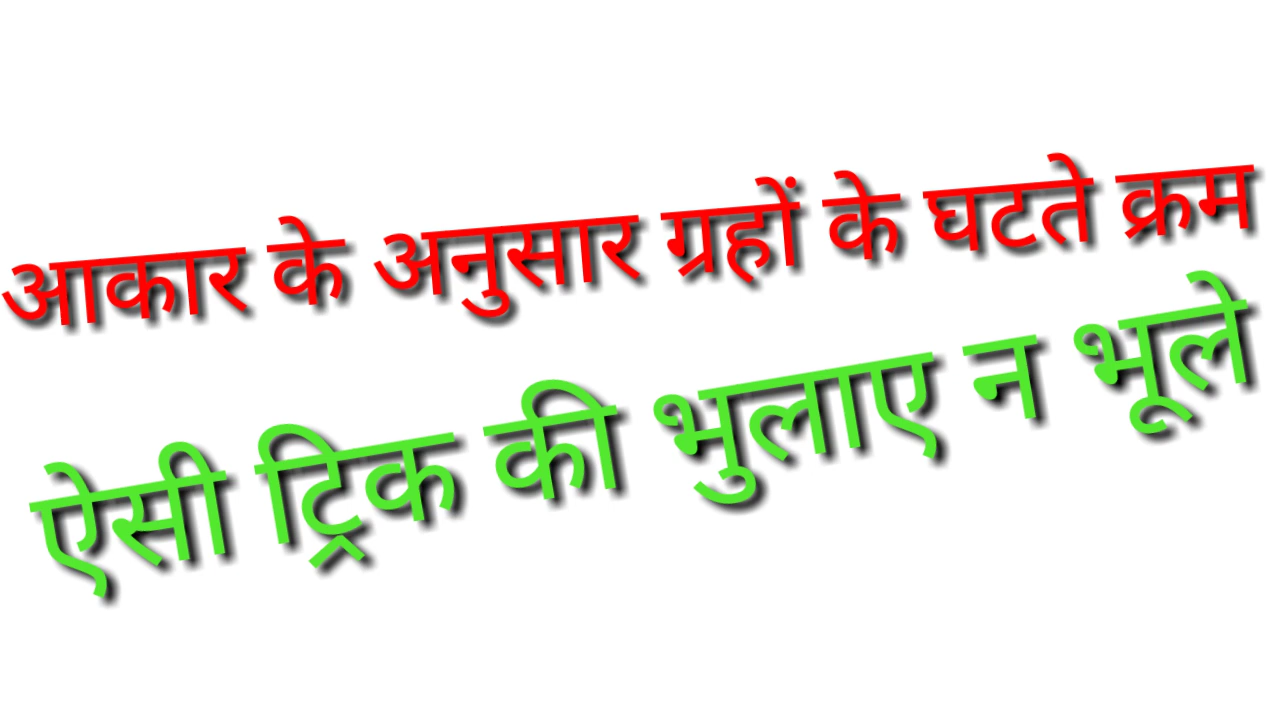 आकार के अनुसार ग्रहों के घटते क्रम
ऐसी ट्रिक की भुलाए न भूले